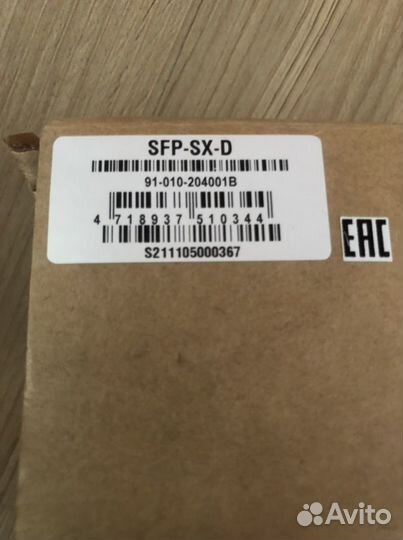 SFP-SX-D
91-010-204001B
4 718937 510344
S211105000367
EAC
Avito